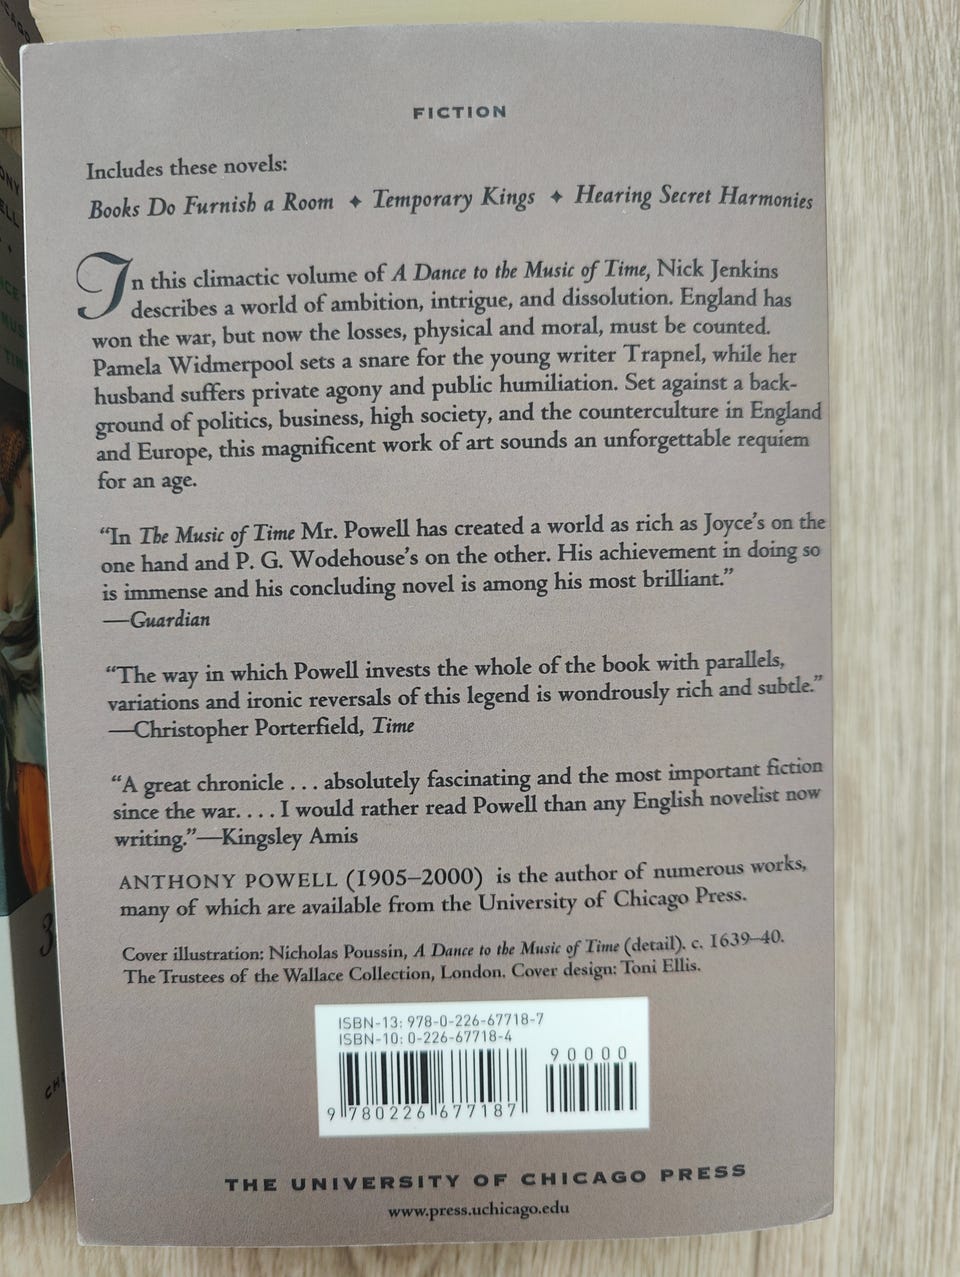 FICTION
Includes these novels:
Books Do Furnish a Room ✦ Temporary Kings ✦ Hearing Secret Harmonies
In this climactic volume of A Dance to the Music of Time, Nick Jenkins
describes a world of ambition, intrigue, and dissolution. England has
won the war, but now the losses, physical and moral, must be counted.
Pamela Widmerpool sets a snare for the young writer Trapnel, while her
husband suffers private agony and public humiliation. Set against a back-
ground of politics, business, high society, and the counterculture in England
and Europe, this magnificent work of art sounds an unforgettable requiem
for an age.
“In The Music of Time Mr. Powell has created a world as rich as Joyce’s on the
one hand and P. G. Wodehouse’s on the other. His achievement in doing so
is immense and his concluding novel is among his most brilliant.”
—Guardian
“The way in which Powell invests the whole of the book with parallels,
variations and ironic reversals of this legend is wondrously rich and subtle.”
—Christopher Porterfield, Time
“A great chronicle . . . absolutely fascinating and the most important fiction
since the war. . . . I would rather read Powell than any English novelist now
writing.”—Kingsley Amis
ANTHONY POWELL (1905–2000) is the author of numerous works,
many of which are available from the University of Chicago Press.
Cover illustration: Nicholas Poussin, A Dance to the Music of Time (detail). c. 1639–40.
The Trustees of the Wallace Collection, London. Cover design: Toni Ellis.
ISBN-13: 978-0-226-67718-7
ISBN-10: 0-226-67718-4
90000
9 780226 677187
THE UNIVERSITY OF CHICAGO PRESS
www.press.uchicago.edu
3